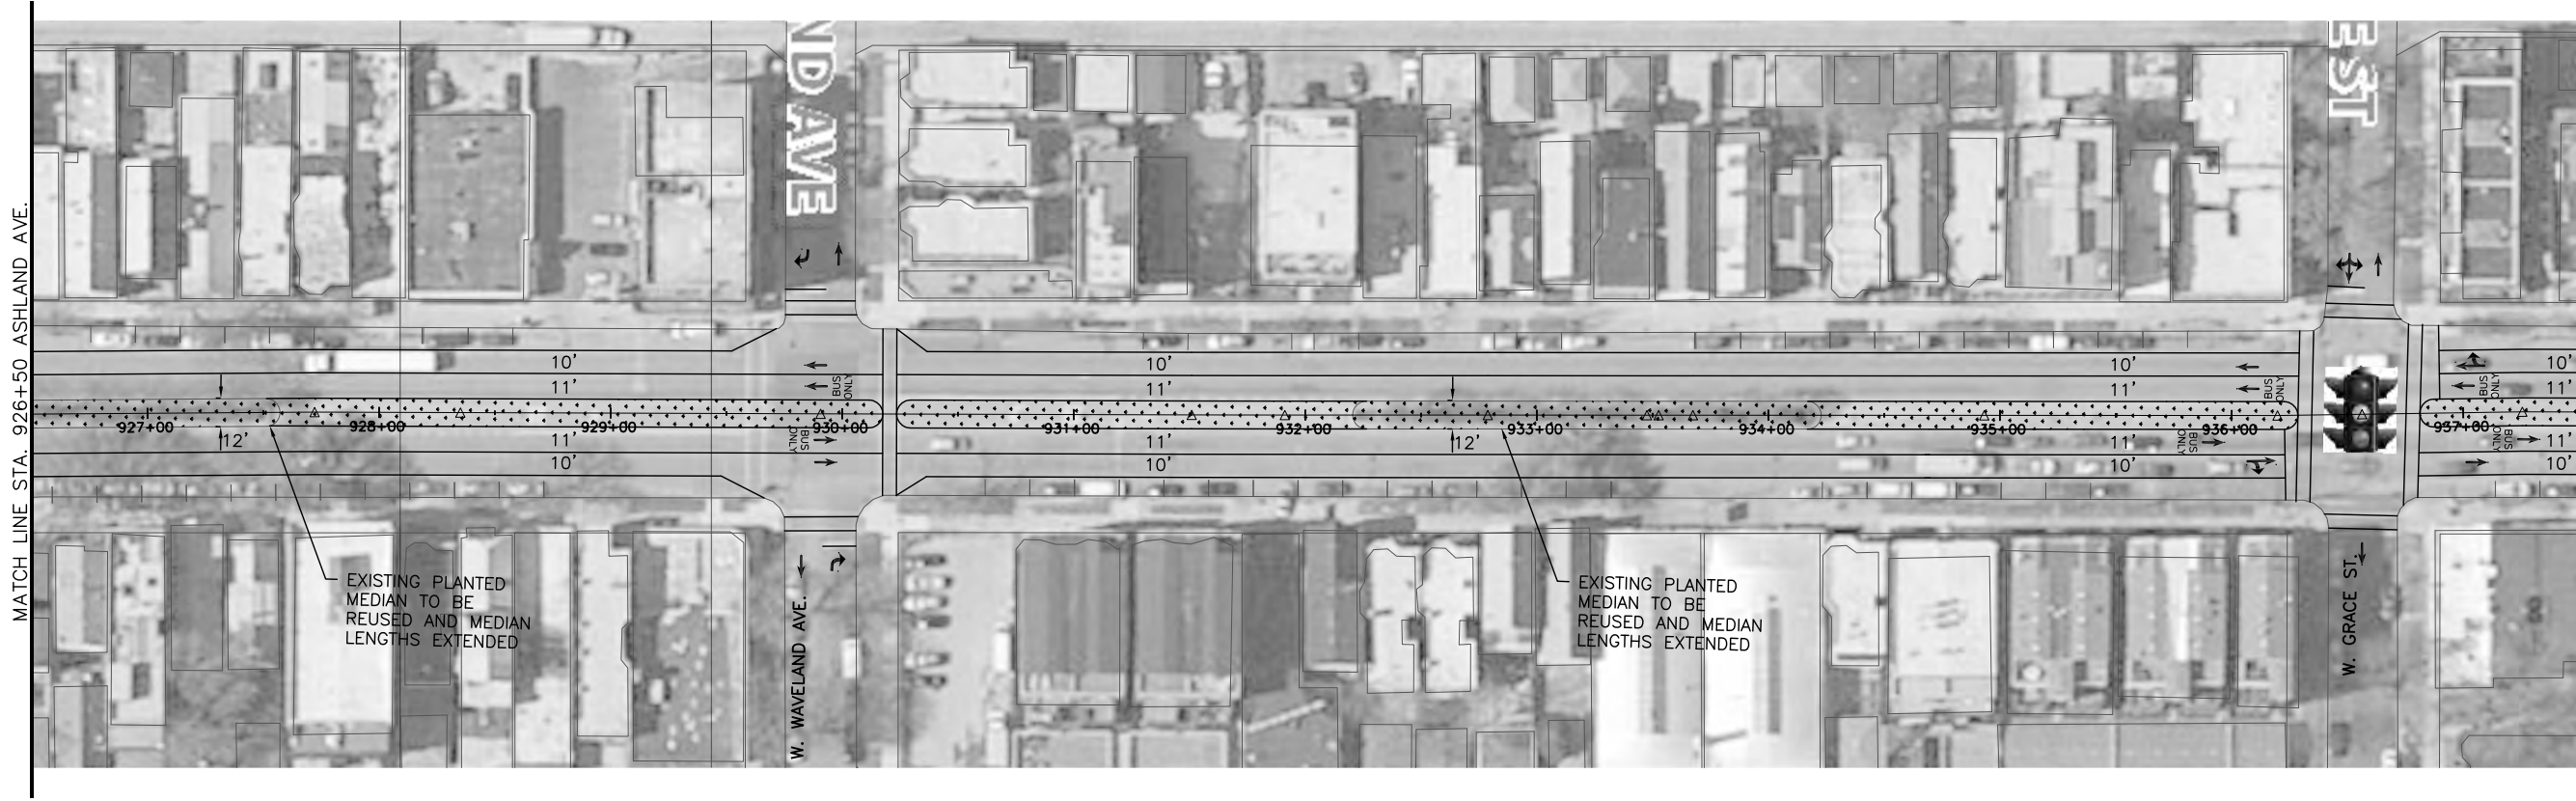 MATCH LINE STA. 926+50 ASHLAND AVE.
ND AVE
EST
10'
10'
10'
10'
11'
11'
11'
11'
BUS ONLY
BUS ONLY
BUS ONLY
927+00
928+00
929+00
930+00
931+00
932+00
933+00
934+00
935+00
936+00
937+00
12'
11'
BUS ONLY
11'
12'
11'
BUS ONLY
BUS ONLY
11'
10'
10'
10'
10'
EXISTING PLANTED
MEDIAN TO BE
REUSED AND MEDIAN
LENGTHS EXTENDED
EXISTING PLANTED
MEDIAN TO BE
REUSED AND MEDIAN
LENGTHS EXTENDED
W. WAVELAND AVE.
W. GRACE ST.